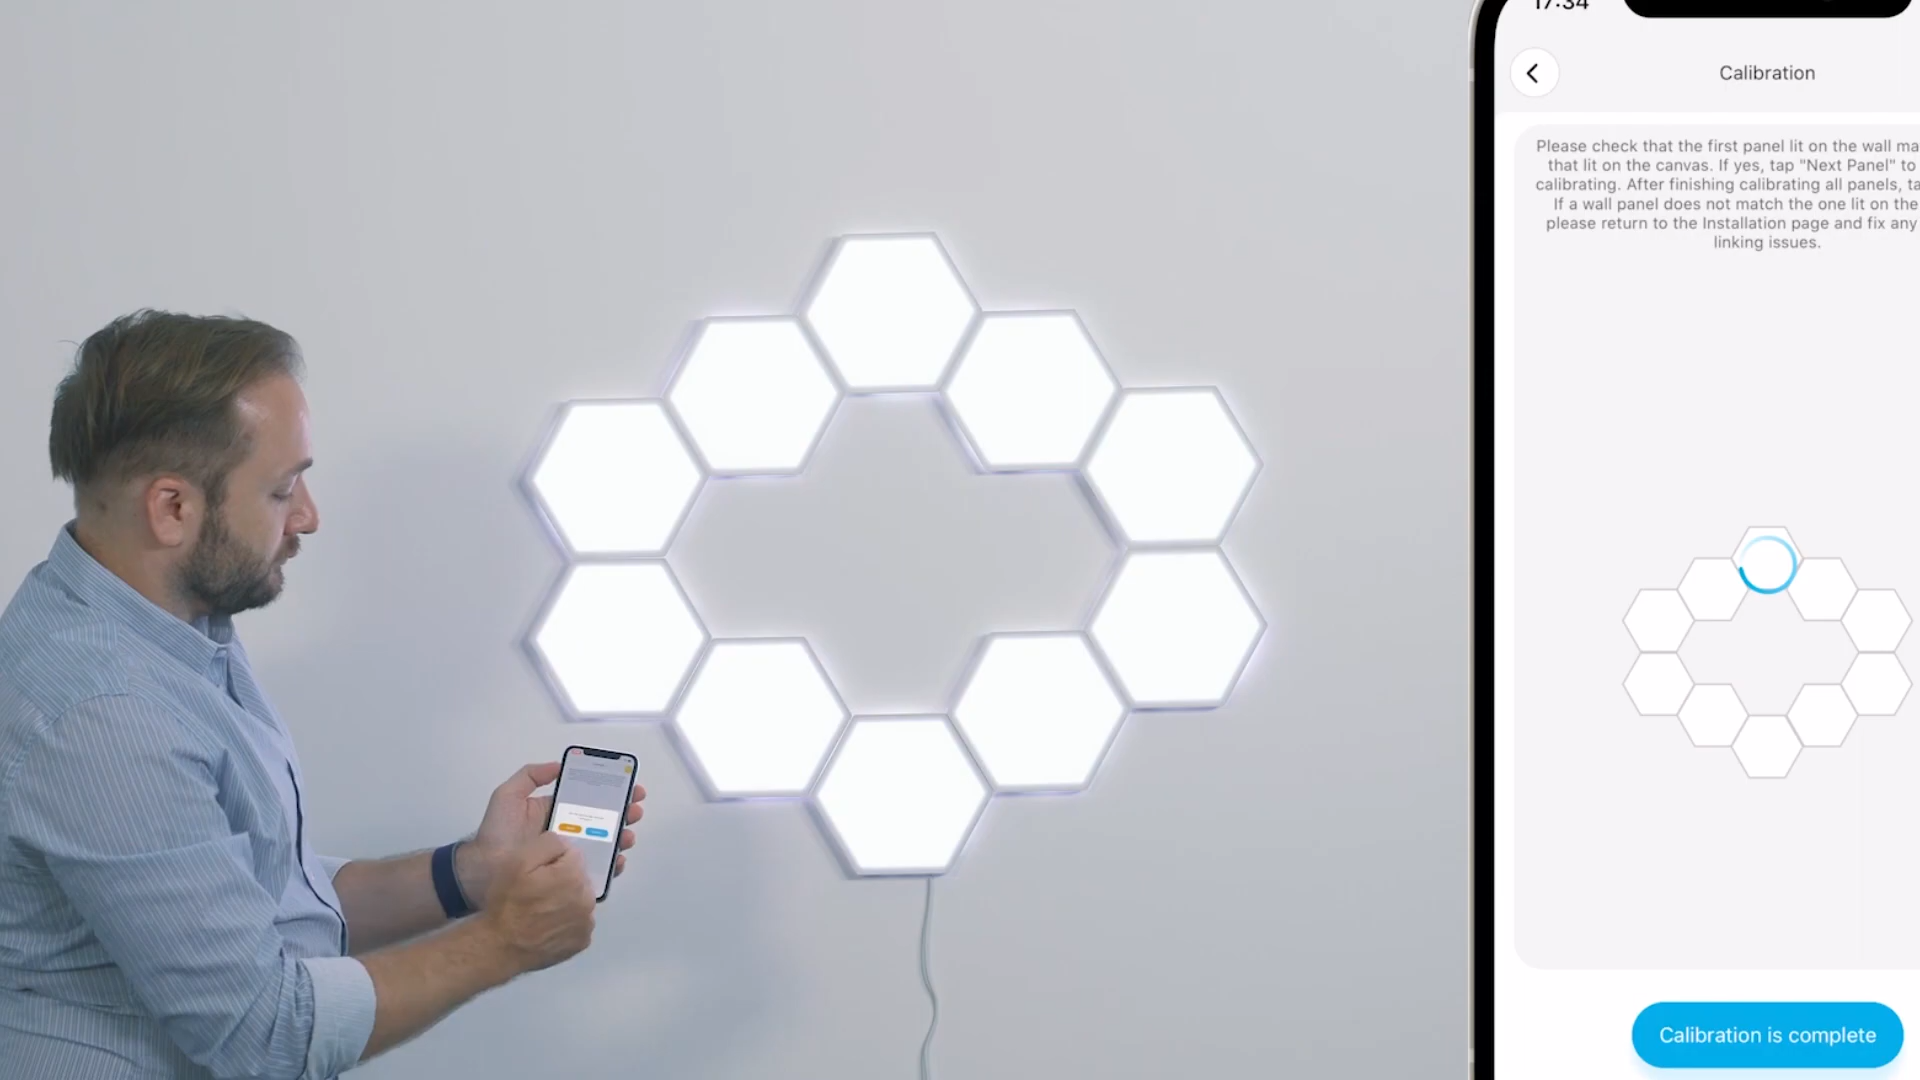 17:34
Calibration
Please check that the first panel lit on the wall ma
that lit on the canvas. If yes, tap "Next Panel" to
calibrating. After finishing calibrating all panels, ta
If a wall panel does not match the one lit on the
please return to the Installation page and fix any
linking issues.
Calibration is complete